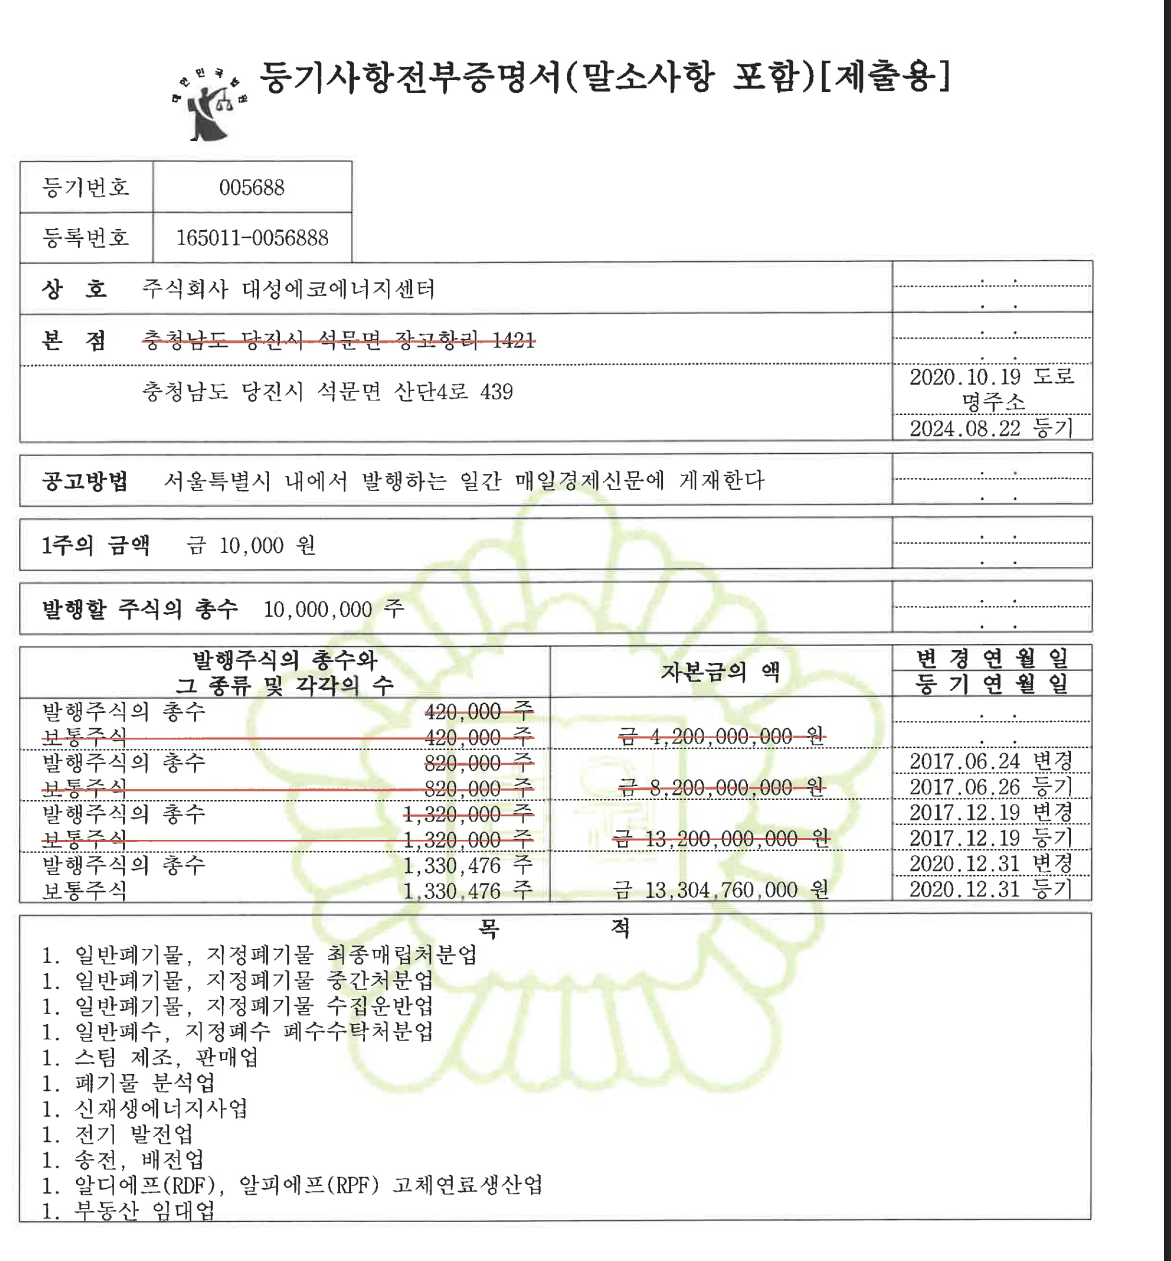 대한민국법원
등기사항전부증명서(말소사항 포함)[제출용]
등기번호 005688
등록번호 165011-0056888
상 호 주식회사 대성에코에너지센터
본 점 충청남도 당진시 석문면 장고항리 1421
충청남도 당진시 석문면 산단4로 439 2020.10.19 도로
명주소
2024.08.22 등기
공고방법 서울특별시 내에서 발행하는 일간 매일경제신문에 게재한다
1주의 금액 금 10,000 원
발행할 주식의 총수 10,000,000 주
발행주식의 총수와
그 종류 및 각각의 수
자본금의 액
변 경 연 월 일
등 기 연 월 일
발행주식의 총수 420,000 주
보통주식 420,000 주 금 4,200,000,000 원
발행주식의 총수 820,000 주 2017.06.24 변경
보통주식 820,000 주 금 8,200,000,000 원 2017.06.26 등기
발행주식의 총수 1,320,000 주 2017.12.19 변경
보통주식 1,320,000 주 금 13,200,000,000 원 2017.12.19 등기
발행주식의 총수 1,330,476 주 2020.12.31 변경
보통주식 1,330,476 주 금 13,304,760,000 원 2020.12.31 등기
목 적
1. 일반폐기물, 지정폐기물 최종매립처분업
1. 일반폐기물, 지정폐기물 중간처분업
1. 일반폐기물, 지정폐기물 수집운반업
1. 일반폐수, 지정폐수 폐수수탁처분업
1. 스팀 제조, 판매업
1. 폐기물 분석업
1. 신재생에너지사업
1. 전기 발전업
1. 송전, 배전업
1. 알디에프(RDF), 알피에프(RPF) 고체연료생산업
1. 부동산 임대업